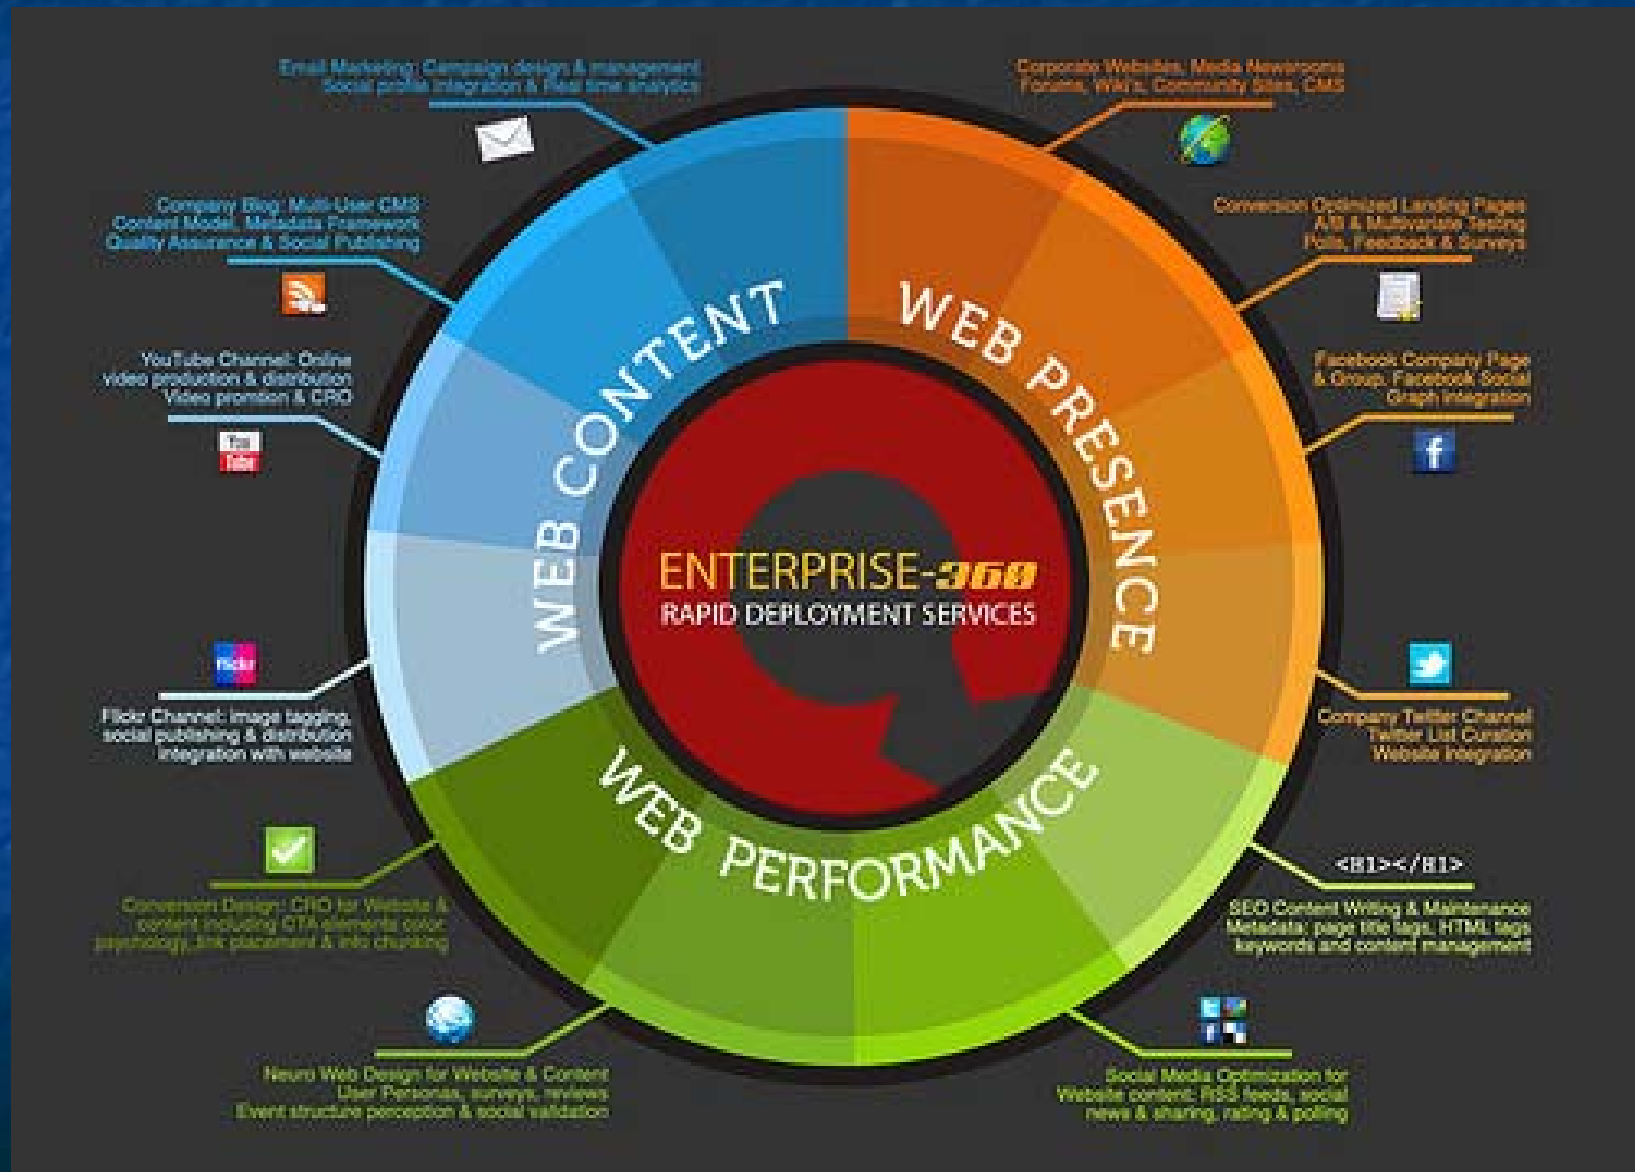 Email Marketing: Campaign design & management
Social profile integration & Real time analytics
Corporate Websites, Media Newsrooms
Forums, Wiki's, Community Sites, CMS
Company Blog: Multi-User CMS
Content Model, Metadata Framework
Quality Assurance & Social Publishing
Conversion Optimized Landing Pages
A/B & Multivariate Testing
Polls, Feedback & Surveys
YouTube Channel: Online
video production & distribution
Video promtion & CRO
You
Tube
Facebook Company Page
& Group, Facebook Social
Graph Integration
f
WEB CONTENT
WEB PRESENCE
ENTERPRISE-360
RAPID DEPLOYMENT SERVICES
flickr
Flickr Channel: image tagging,
social publishing & distribution
integration with website
Company Twitter Channel
Twitter List Curation
Website Integration
WEB PERFORMANCE
<H1></H1>
SEO Content Writing & Maintenance
Metadata: page title tags, HTML tags
keywords and content management
Conversion Design: CRO for Website &
content including CTA elements color,
psychology, link placement & info chunking
Neuro Web Design for Website & Content
User Personas, surveys, reviews
Event structure perception & social validation
Social Media Optimization for
Website content: RSS feeds, social
news & sharing, rating & polling